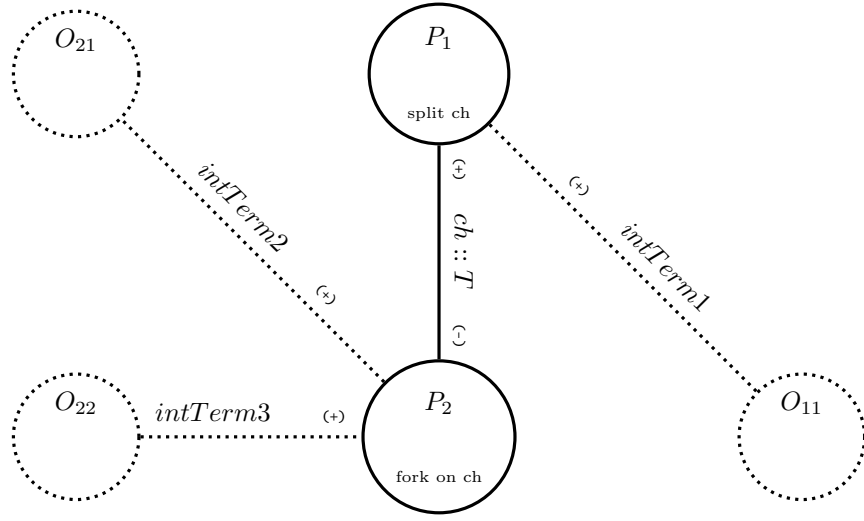 O21
P1
split ch
(+)
(+)
intTerm2
ch :: T
intTerm1
(+)
(-)
O22
intTerm3
(+)
P2
fork on ch
O11